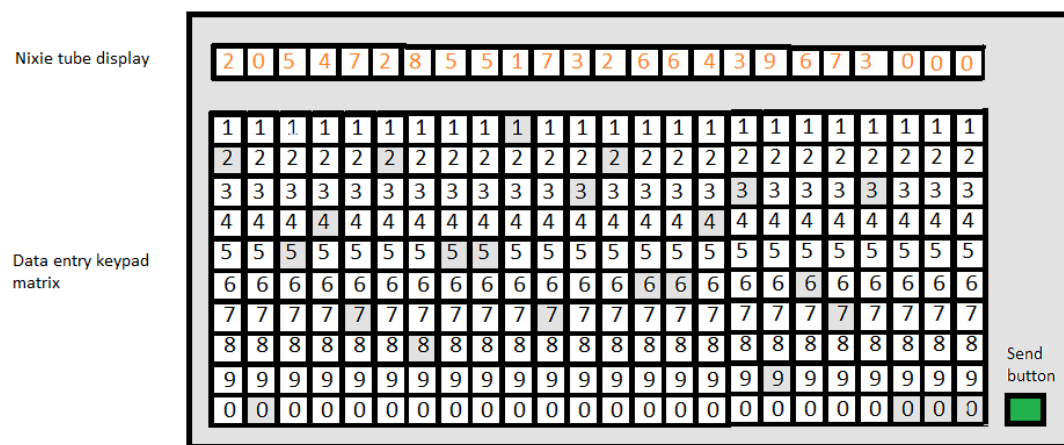 Nixie tube display
2 0 5 4 7 2 8 5 5 1 7 3 2 6 6 4 3 9 6 7 3 0 0 0
1 1 1 1 1 1 1 1 1 1 1 1 1 1 1 1 1 1 1 1 1 1 1 1
2 2 2 2 2 2 2 2 2 2 2 2 2 2 2 2 2 2 2 2 2 2 2 2
3 3 3 3 3 3 3 3 3 3 3 3 3 3 3 3 3 3 3 3 3 3 3 3
4 4 4 4 4 4 4 4 4 4 4 4 4 4 4 4 4 4 4 4 4 4 4 4
5 5 5 5 5 5 5 5 5 5 5 5 5 5 5 5 5 5 5 5 5 5 5 5
Data entry keypad
matrix
6 6 6 6 6 6 6 6 6 6 6 6 6 6 6 6 6 6 6 6 6 6 6 6
7 7 7 7 7 7 7 7 7 7 7 7 7 7 7 7 7 7 7 7 7 7 7 7
8 8 8 8 8 8 8 8 8 8 8 8 8 8 8 8 8 8 8 8 8 8 8 8
9 9 9 9 9 9 9 9 9 9 9 9 9 9 9 9 9 9 9 9 9 9 9 9
0 0 0 0 0 0 0 0 0 0 0 0 0 0 0 0 0 0 0 0 0 0 0 0
Send
button